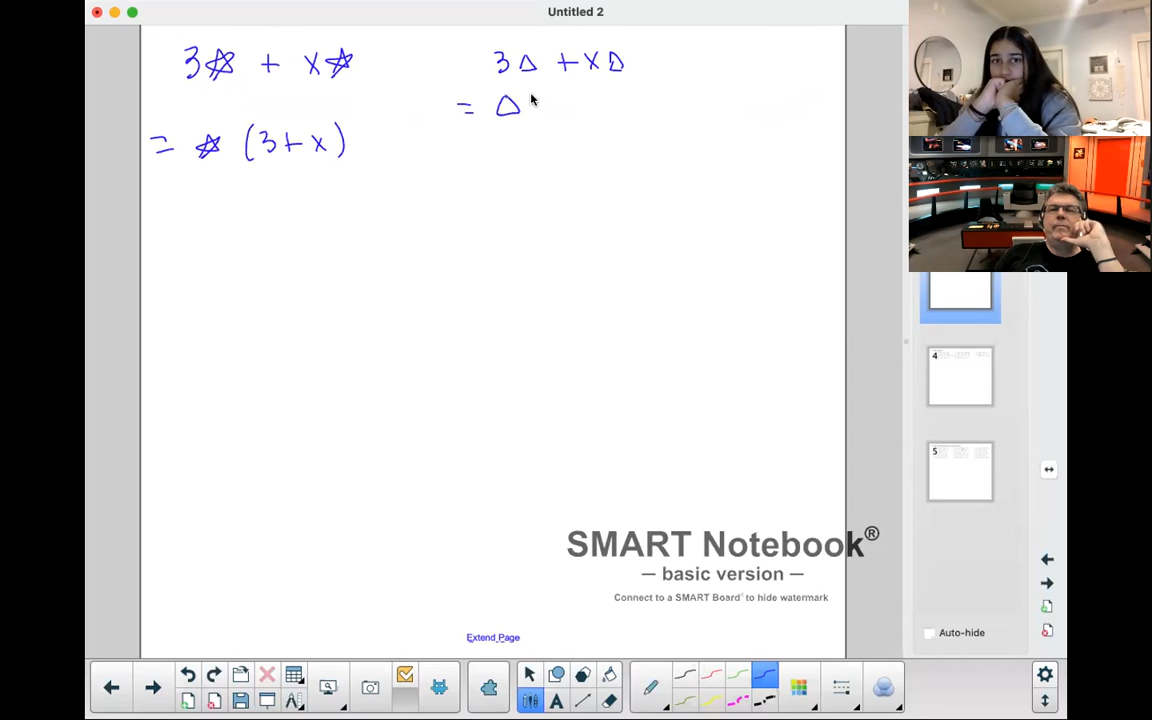 Untitled 2
3☆ + x☆
= ☆ (3+x)
3△ + x△
= △
4
5
SMART Notebook®
— basic version —
Connect to a SMART Board® to hide watermark
Extend Page
Auto-hide